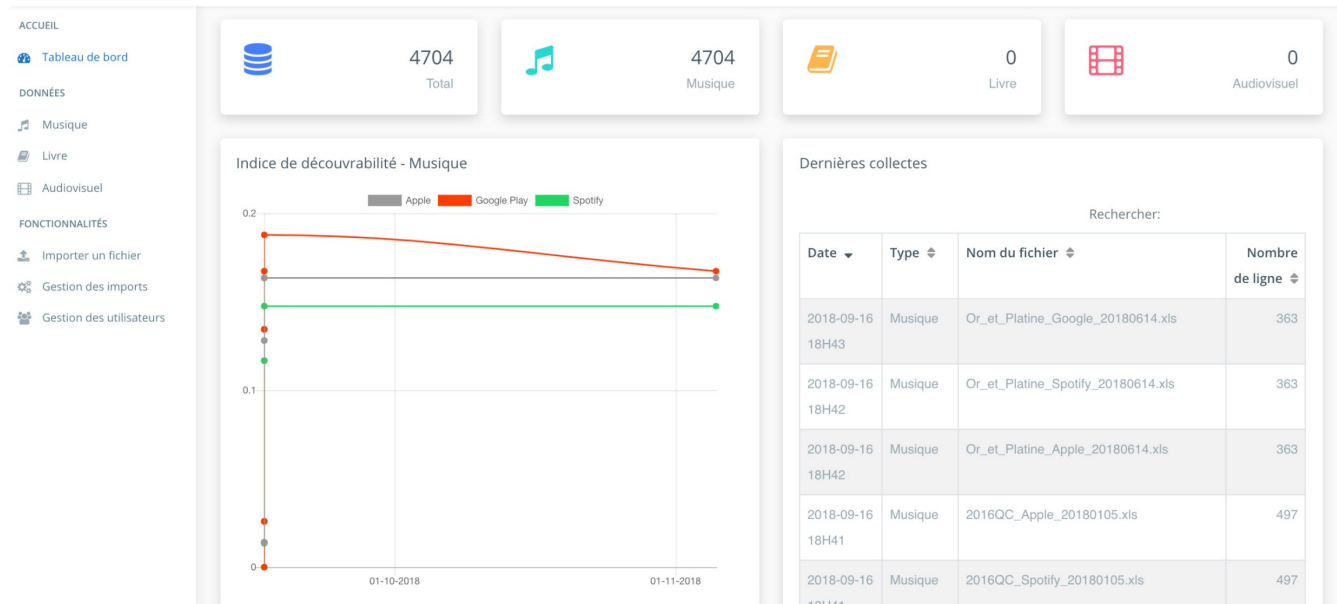 ACCUEIL
Tableau de bord
DONNÉES
Musique
Livre
Audiovisuel
FONCTIONNALITÉS
Importer un fichier
Gestion des imports
Gestion des utilisateurs
4704
Total
4704
Musique
0
Livre
0
Audiovisuel
Indice de découvrabilité - Musique
Apple Google Play Spotify
0.2
0.1
0
01-10-2018 01-11-2018
Dernières collectes
Rechercher:
Date Type Nom du fichier Nombre
de ligne
2018-09-16 Musique Or_et_Platine_Google_20180614.xls 363
18H43
2018-09-16 Musique Or_et_Platine_Spotify_20180614.xls 363
18H42
2018-09-16 Musique Or_et_Platine_Apple_20180614.xls 363
18H42
2018-09-16 Musique 2016QC_Apple_20180105.xls 497
18H41
2018-09-16 Musique 2016QC_Spotify_20180105.xls 497